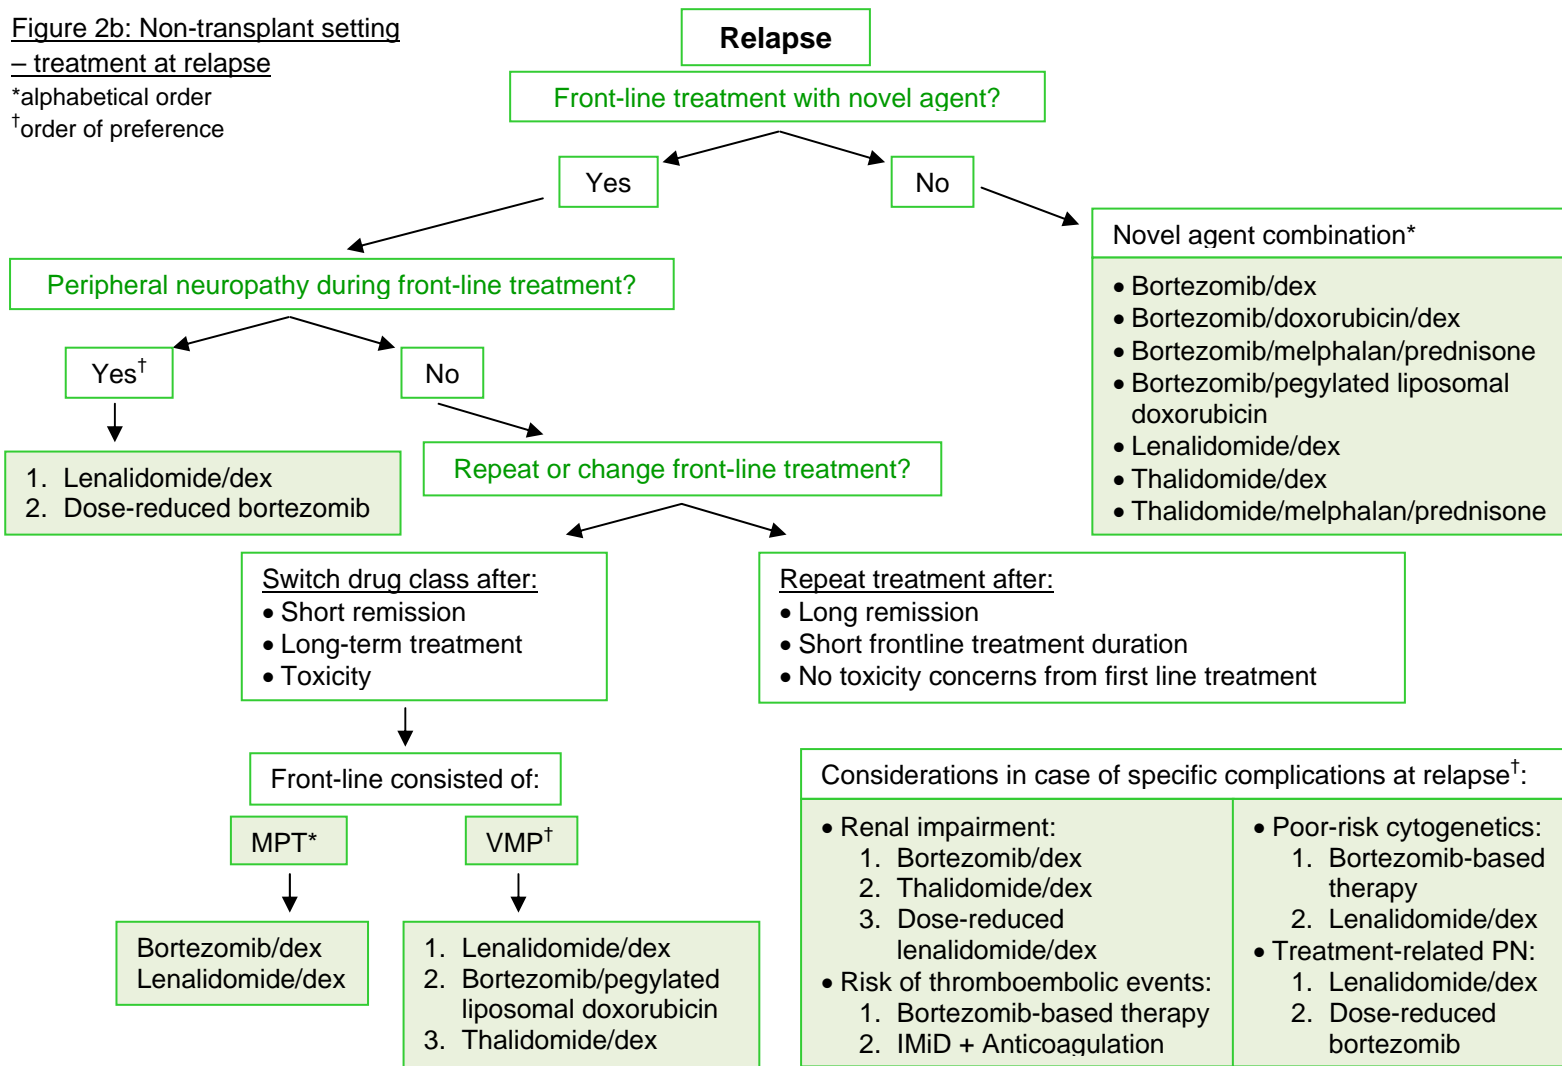 Figure 2b: Non-transplant setting
– treatment at relapse
*alphabetical order
†order of preference
Relapse
Front-line treatment with novel agent?
Yes
No
Novel agent combination*
• Bortezomib/dex
• Bortezomib/doxorubicin/dex
• Bortezomib/melphalan/prednisone
• Bortezomib/pegylated liposomal
doxorubicin
• Lenalidomide/dex
• Thalidomide/dex
• Thalidomide/melphalan/prednisone
Peripheral neuropathy during front-line treatment?
Yes†
No
1. Lenalidomide/dex
2. Dose-reduced bortezomib
Repeat or change front-line treatment?
Switch drug class after:
• Short remission
• Long-term treatment
• Toxicity
Repeat treatment after:
• Long remission
• Short frontline treatment duration
• No toxicity concerns from first line treatment
Front-line consisted of:
MPT*
VMP†
Bortezomib/dex
Lenalidomide/dex
1. Lenalidomide/dex
2. Bortezomib/pegylated
liposomal doxorubicin
3. Thalidomide/dex
Considerations in case of specific complications at relapse†:
• Renal impairment:
1. Bortezomib/dex
2. Thalidomide/dex
3. Dose-reduced
lenalidomide/dex
• Risk of thromboembolic events:
1. Bortezomib-based therapy
2. IMiD + Anticoagulation
• Poor-risk cytogenetics:
1. Bortezomib-based
therapy
2. Lenalidomide/dex
• Treatment-related PN:
1. Lenalidomide/dex
2. Dose-reduced
bortezomib